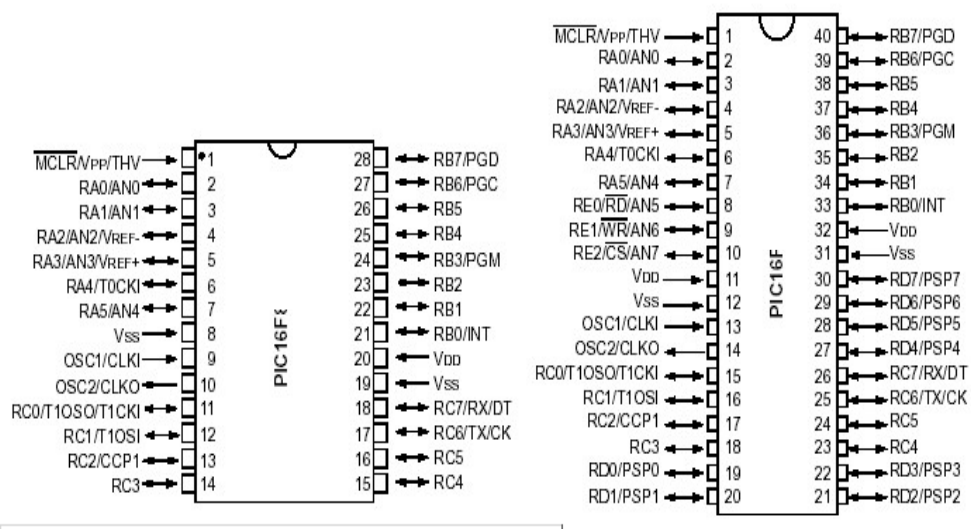 MCLR/VPP/THV 1 28 RB7/PGD
RA0/AN0 2 27 RB6/PGC
RA1/AN1 3 26 RB5
RA2/AN2/VREF- 4 25 RB4
RA3/AN3/VREF+ 5 24 RB3/PGM
RA4/T0CKI 6 23 RB2
RA5/AN4 7 22 RB1
VSS 8 21 RB0/INT
OSC1/CLKI 9 20 VDD
OSC2/CLKO 10 19 VSS
RC0/T1OSO/T1CKI 11 18 RC7/RX/DT
RC1/T1OSI 12 17 RC6/TX/CK
RC2/CCP1 13 16 RC5
RC3 14 15 RC4
PIC16F8
MCLR/VPP/THV 1 40 RB7/PGD
RA0/AN0 2 39 RB6/PGC
RA1/AN1 3 38 RB5
RA2/AN2/VREF- 4 37 RB4
RA3/AN3/VREF+ 5 36 RB3/PGM
RA4/T0CKI 6 35 RB2
RA5/AN4 7 34 RB1
RE0/RD/AN5 8 33 RB0/INT
RE1/WR/AN6 9 32 VDD
RE2/CS/AN7 10 31 VSS
VDD 11 30 RD7/PSP7
VSS 12 29 RD6/PSP6
OSC1/CLKI 13 28 RD5/PSP5
OSC2/CLKO 14 27 RD4/PSP4
RC0/T1OSO/T1CKI 15 26 RC7/RX/DT
RC1/T1OSI 16 25 RC6/TX/CK
RC2/CCP1 17 24 RC5
RC3 18 23 RC4
RD0/PSP0 19 22 RD3/PSP3
RD1/PSP1 20 21 RD2/PSP2
PIC16F